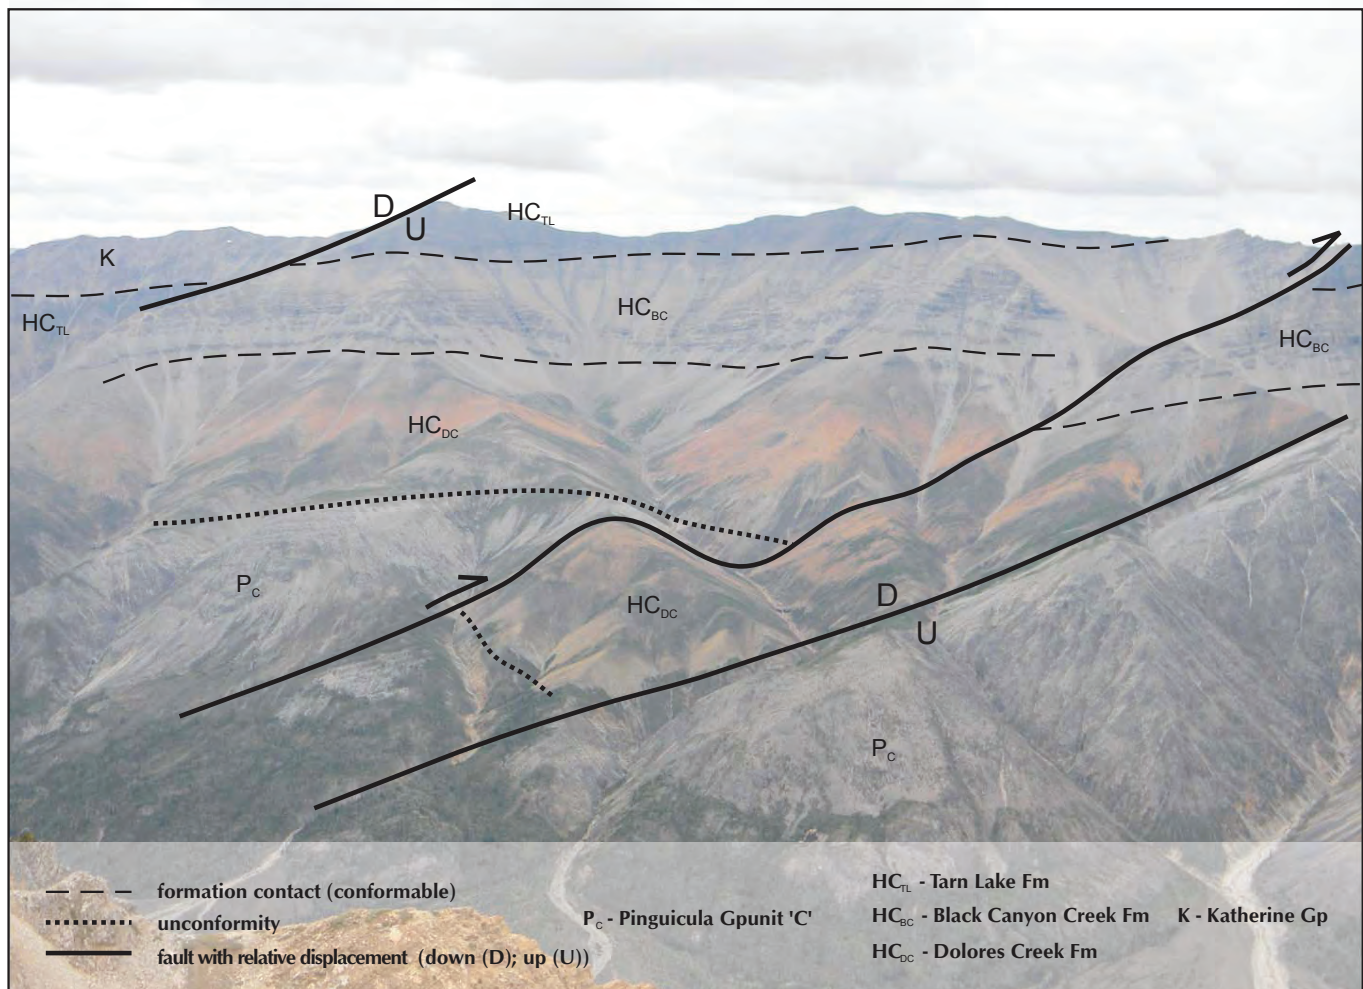 D
U
HC_TL
K
HC_TL
HC_BC
HC_BC
HC_DC
P_C
HC_DC
D
U
P_C
formation contact (conformable)
unconformity
fault with relative displacement (down (D); up (U))
P_C - Pinguicula Gpunit 'C'
HC_TL - Tarn Lake Fm
HC_BC - Black Canyon Creek Fm
HC_DC - Dolores Creek Fm
K - Katherine Gp